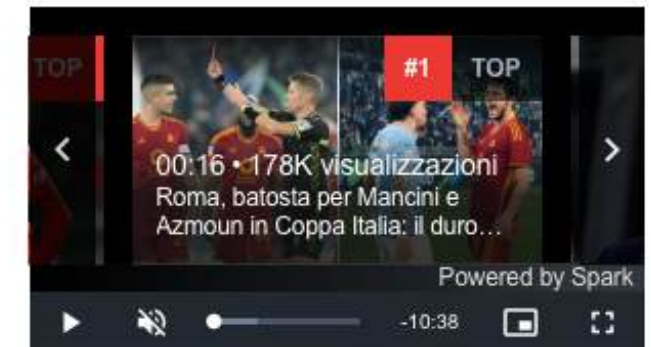 TOP
#1 TOP
00:16 • 178K visualizzazioni
Roma, batosta per Mancini e
Azmoun in Coppa Italia: il duro…
Powered by Spark
-10:38